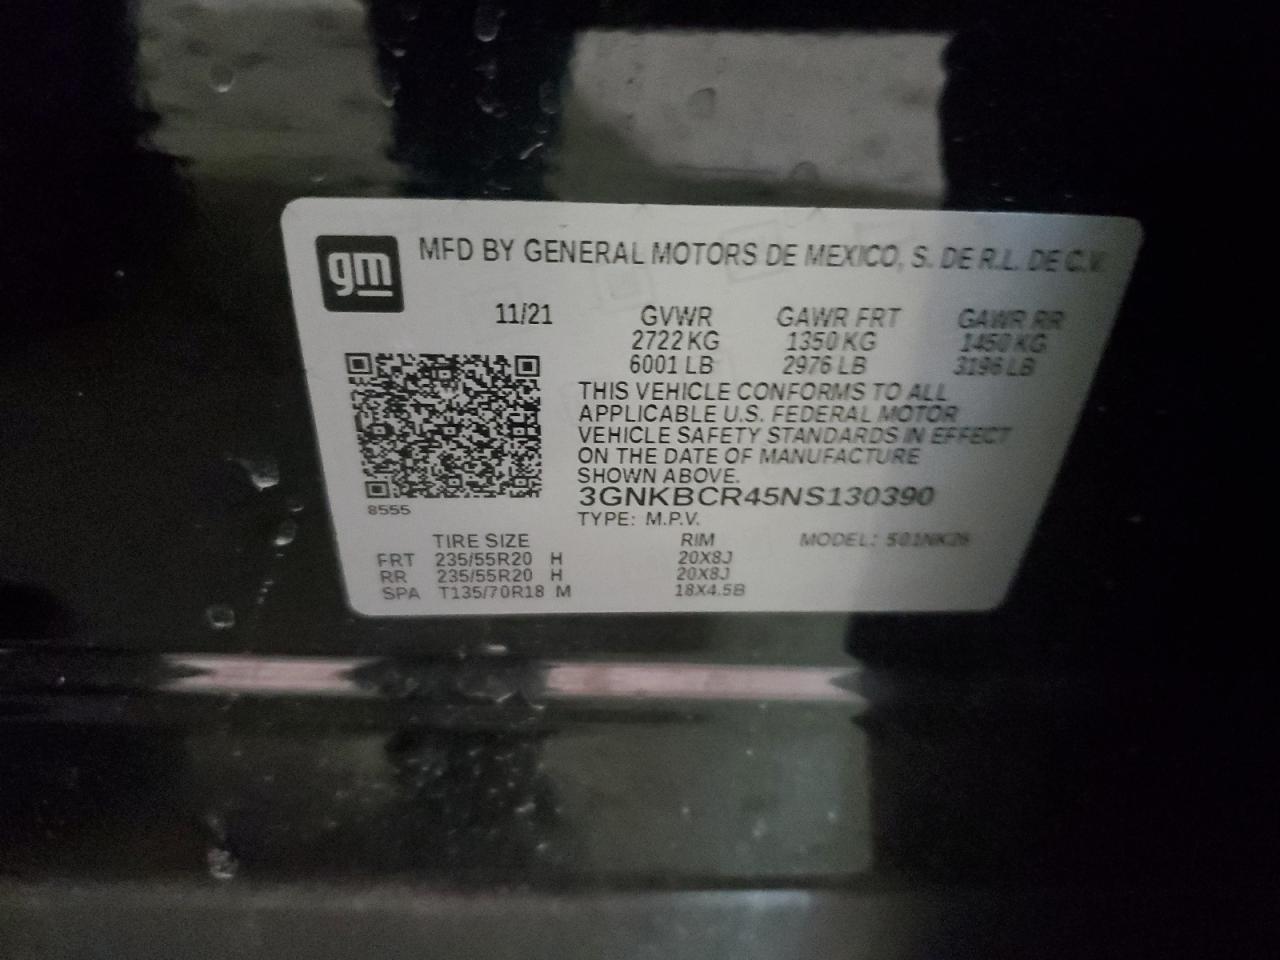 gm
MFD BY GENERAL MOTORS DE MEXICO, S. DE R.L. DE C.V.
11/21 GVWR GAWR FRT GAWR RR
2722 KG 1350 KG 1450 KG
6001 LB 2976 LB 3196 LB
THIS VEHICLE CONFORMS TO ALL
APPLICABLE U.S. FEDERAL MOTOR
VEHICLE SAFETY STANDARDS IN EFFECT
ON THE DATE OF MANUFACTURE
SHOWN ABOVE.
3GNKBCR45NS130390
8555
TYPE: M.P.V.
TIRE SIZE RIM MODEL:
FRT 235/55R20 H 20X8J
RR 235/55R20 H 20X8J
SPA T135/70R18 M 18X4.5B